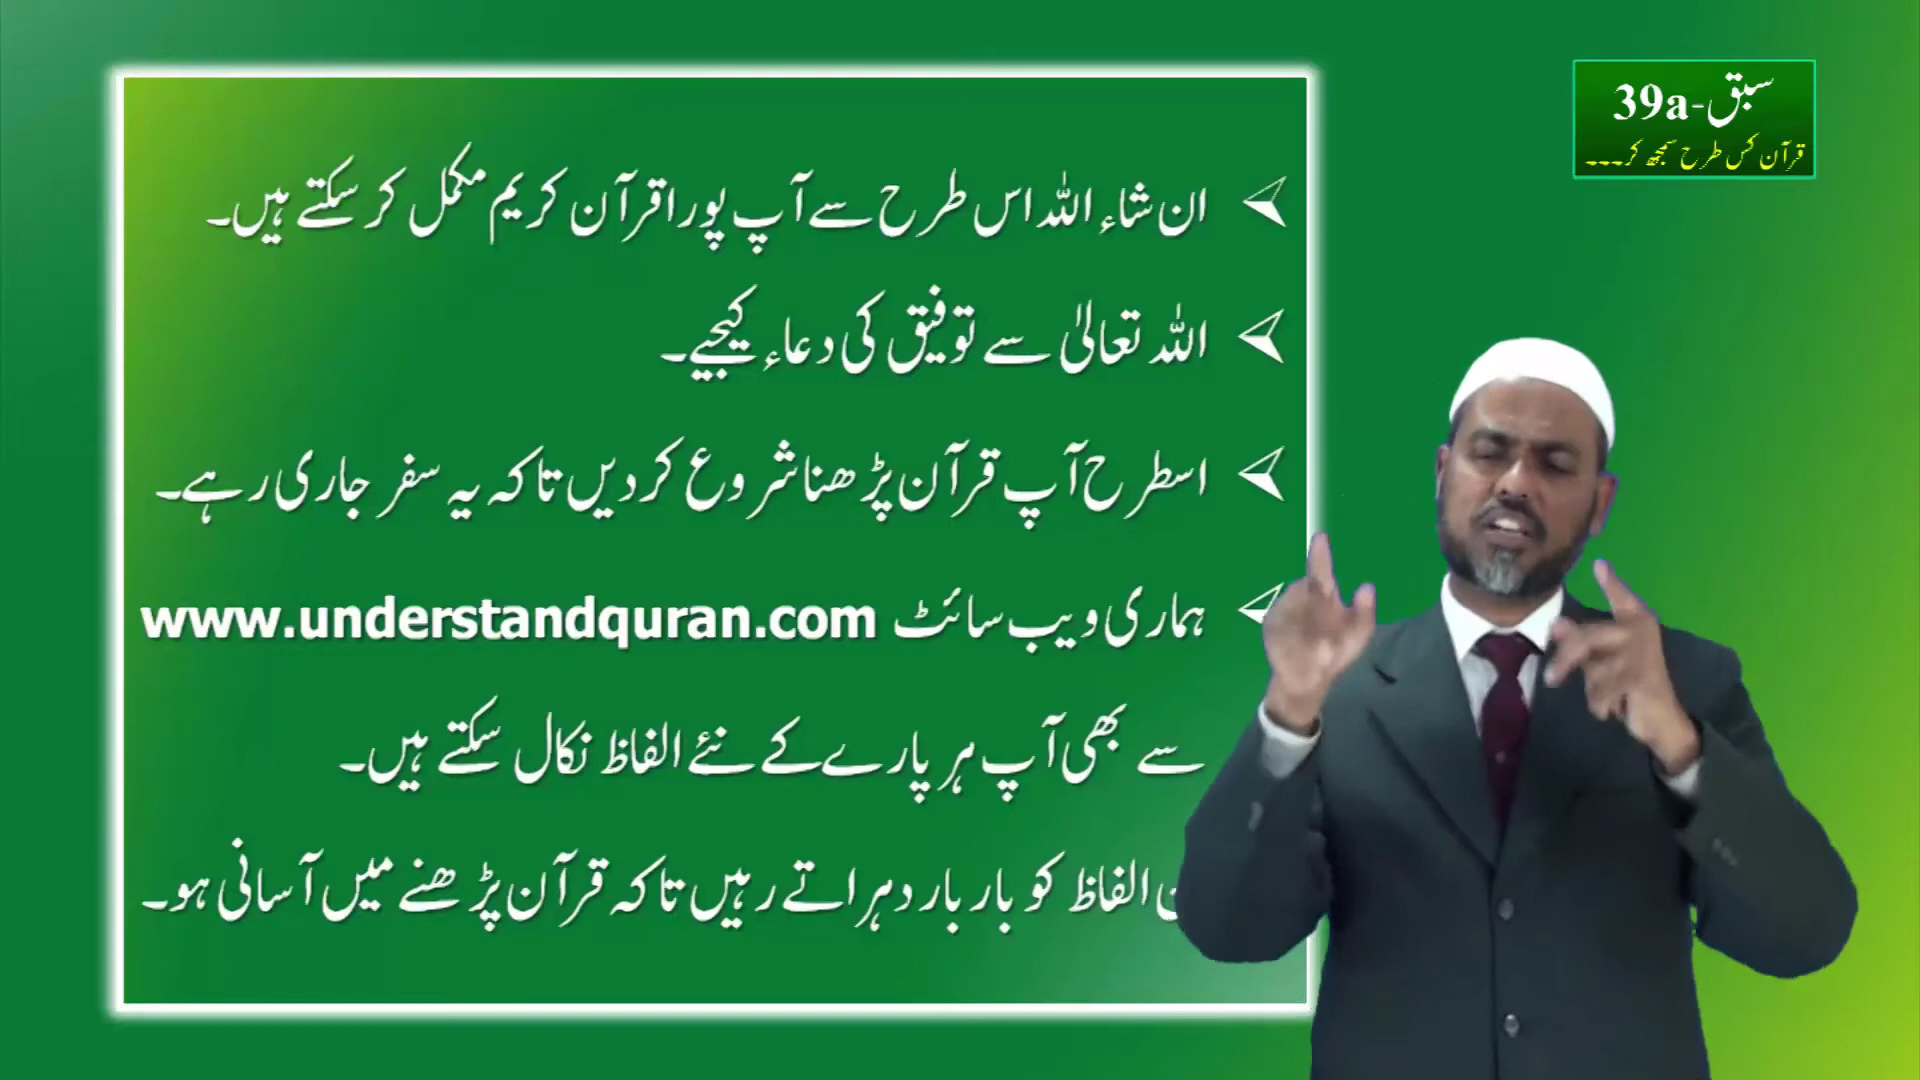 سبق-39a
قرآن کس طرح سمجھ کر...
ان شاء اللہ اس طرح سے آپ پورا قرآن کریم مکمل کر سکتے ہیں۔
اللہ تعالیٰ سے توفیق کی دعاء کیجیے۔
اسطرح آپ قرآن پڑھنا شروع کردیں تاکہ یہ سفر جاری رہے۔
ہماری ویب سائٹ www.understandquran.com
سے بھی آپ ہر پارے کے نئے الفاظ نکال سکتے ہیں۔
الفاظ کو بار بار دہراتے رہیں تاکہ قرآن پڑھنے میں آسانی ہو۔